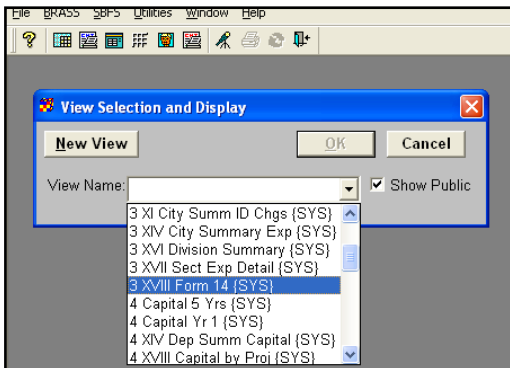 File BRASS SBFS Utilities Window Help
View Selection and Display
New View OK Cancel
View Name: Show Public
3 XI City Summ ID Chgs {SYS}
3 XIV City Summary Exp {SYS}
3 XVI Division Summary {SYS}
3 XVII Sect Exp Detail {SYS}
3 XVIII Form 14 {SYS}
4 Capital 5 Yrs {SYS}
4 Capital Yr 1 {SYS}
4 XIV Dep Summ Capital {SYS}
4 XVIII Capital by Proj {SYS}